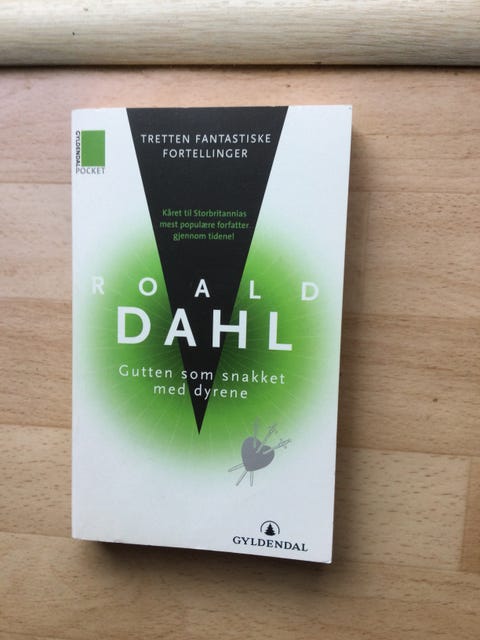 TRETTEN FANTASTISKE
FORTELLINGER
GYLDENDAL
POCKET
Kåret til Storbritannias
mest populære forfatter
gjennom tidene!
ROALD
DAHL
Gutten som snakket
med dyrene
GYLDENDAL